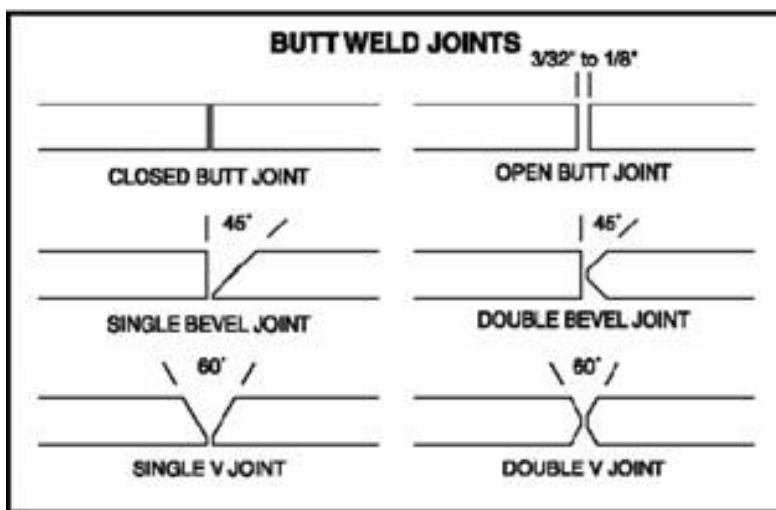 BUTT WELD JOINTS
3/32" to 1/8"
CLOSED BUTT JOINT
OPEN BUTT JOINT
45°
45°
SINGLE BEVEL JOINT
DOUBLE BEVEL JOINT
60°
60°
SINGLE V JOINT
DOUBLE V JOINT